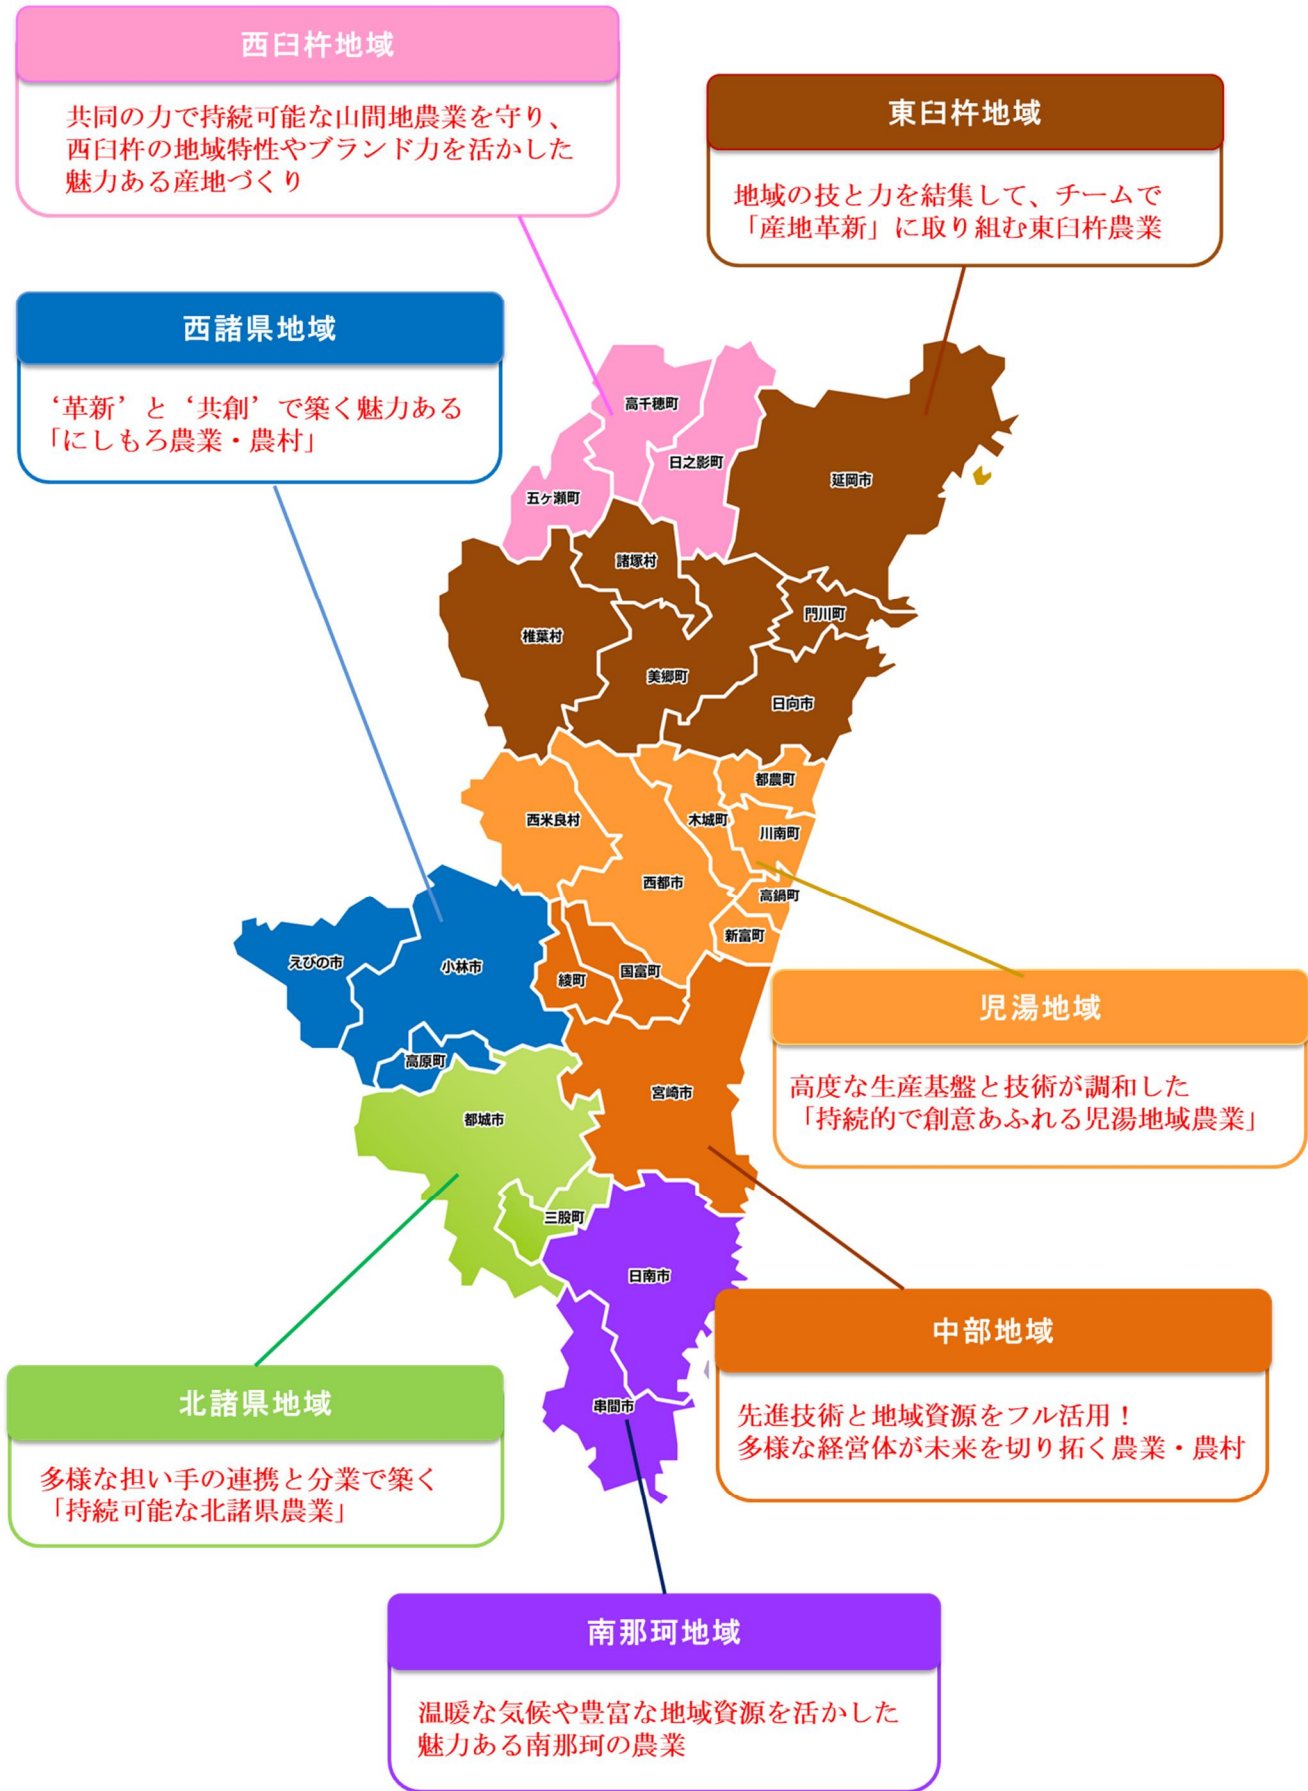 西臼杵地域
共同の力で持続可能な山間地農業を守り、
西臼杵の地域特性やブランド力を活かした
魅力ある産地づくり
東臼杵地域
地域の技と力を結集して、チームで
「産地革新」に取り組む東臼杵農業
西諸県地域
‘革新’と‘共創’で築く魅力ある
「にしもろ農業・農村」
高千穂町
日之影町
延岡市
五ヶ瀬町
諸塚村
門川町
椎葉村
美郷町
日向市
都農町
西米良村
木城町
川南町
西都市
高鍋町
新富町
えびの市
小林市
綾町
国富町
児湯地域
高度な生産基盤と技術が調和した
「持続的で創意あふれる児湯地域農業」
高原町
宮崎市
都城市
三股町
日南市
中部地域
先進技術と地域資源をフル活用!
多様な経営体が未来を切り拓く農業・農村
串間市
北諸県地域
多様な担い手の連携と分業で築く
「持続可能な北諸県農業」
南那珂地域
温暖な気候や豊富な地域資源を活かした
魅力ある南那珂の農業